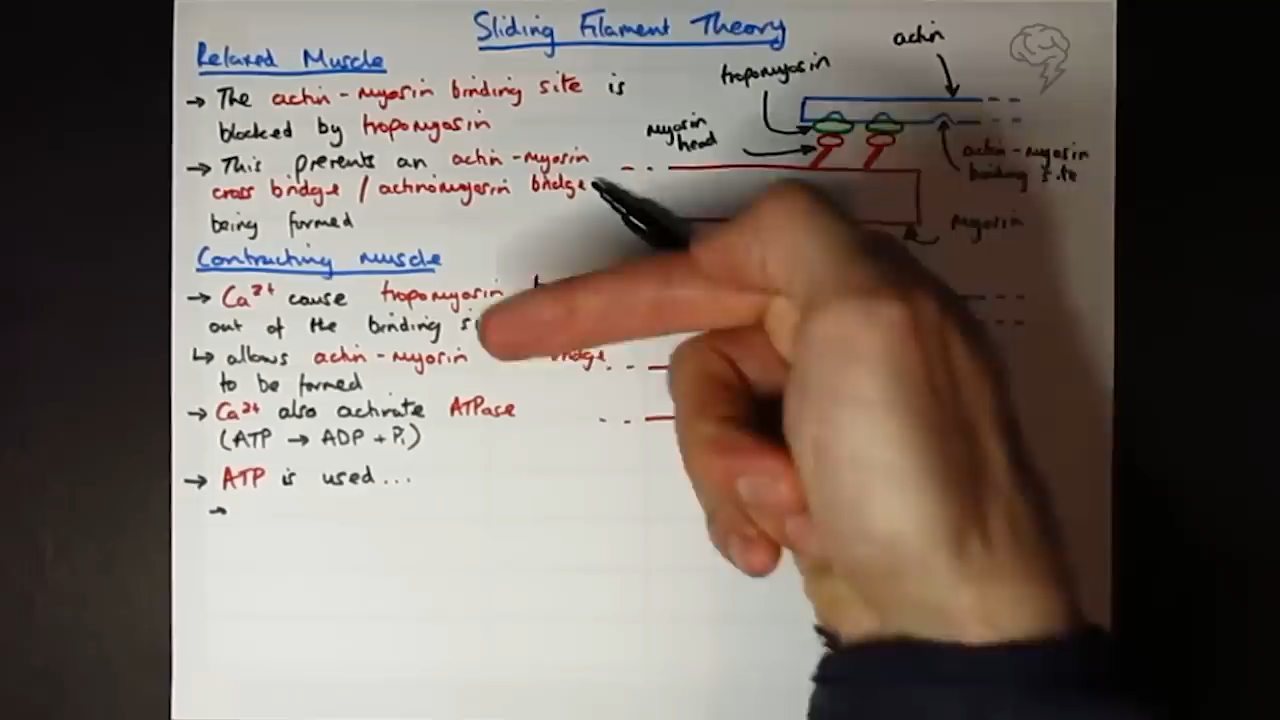 Sliding Filament Theory
Relaxed Muscle
→ The actin-myosin binding site is
blocked by tropomyosin
→ This prevents an actin-myosin
cross bridge / actinomyosin bridge
being formed
Contracting muscle
→ Ca²⁺ cause tropomyosin
out of the binding
↳ allows actin-myosin
to be formed
→ Ca²⁺ also activate ATPase
(ATP → ADP + Pi)
→ ATP is used...
→
actin
tropomyosin
myosin
head
actin-myosin
binding site
myosin